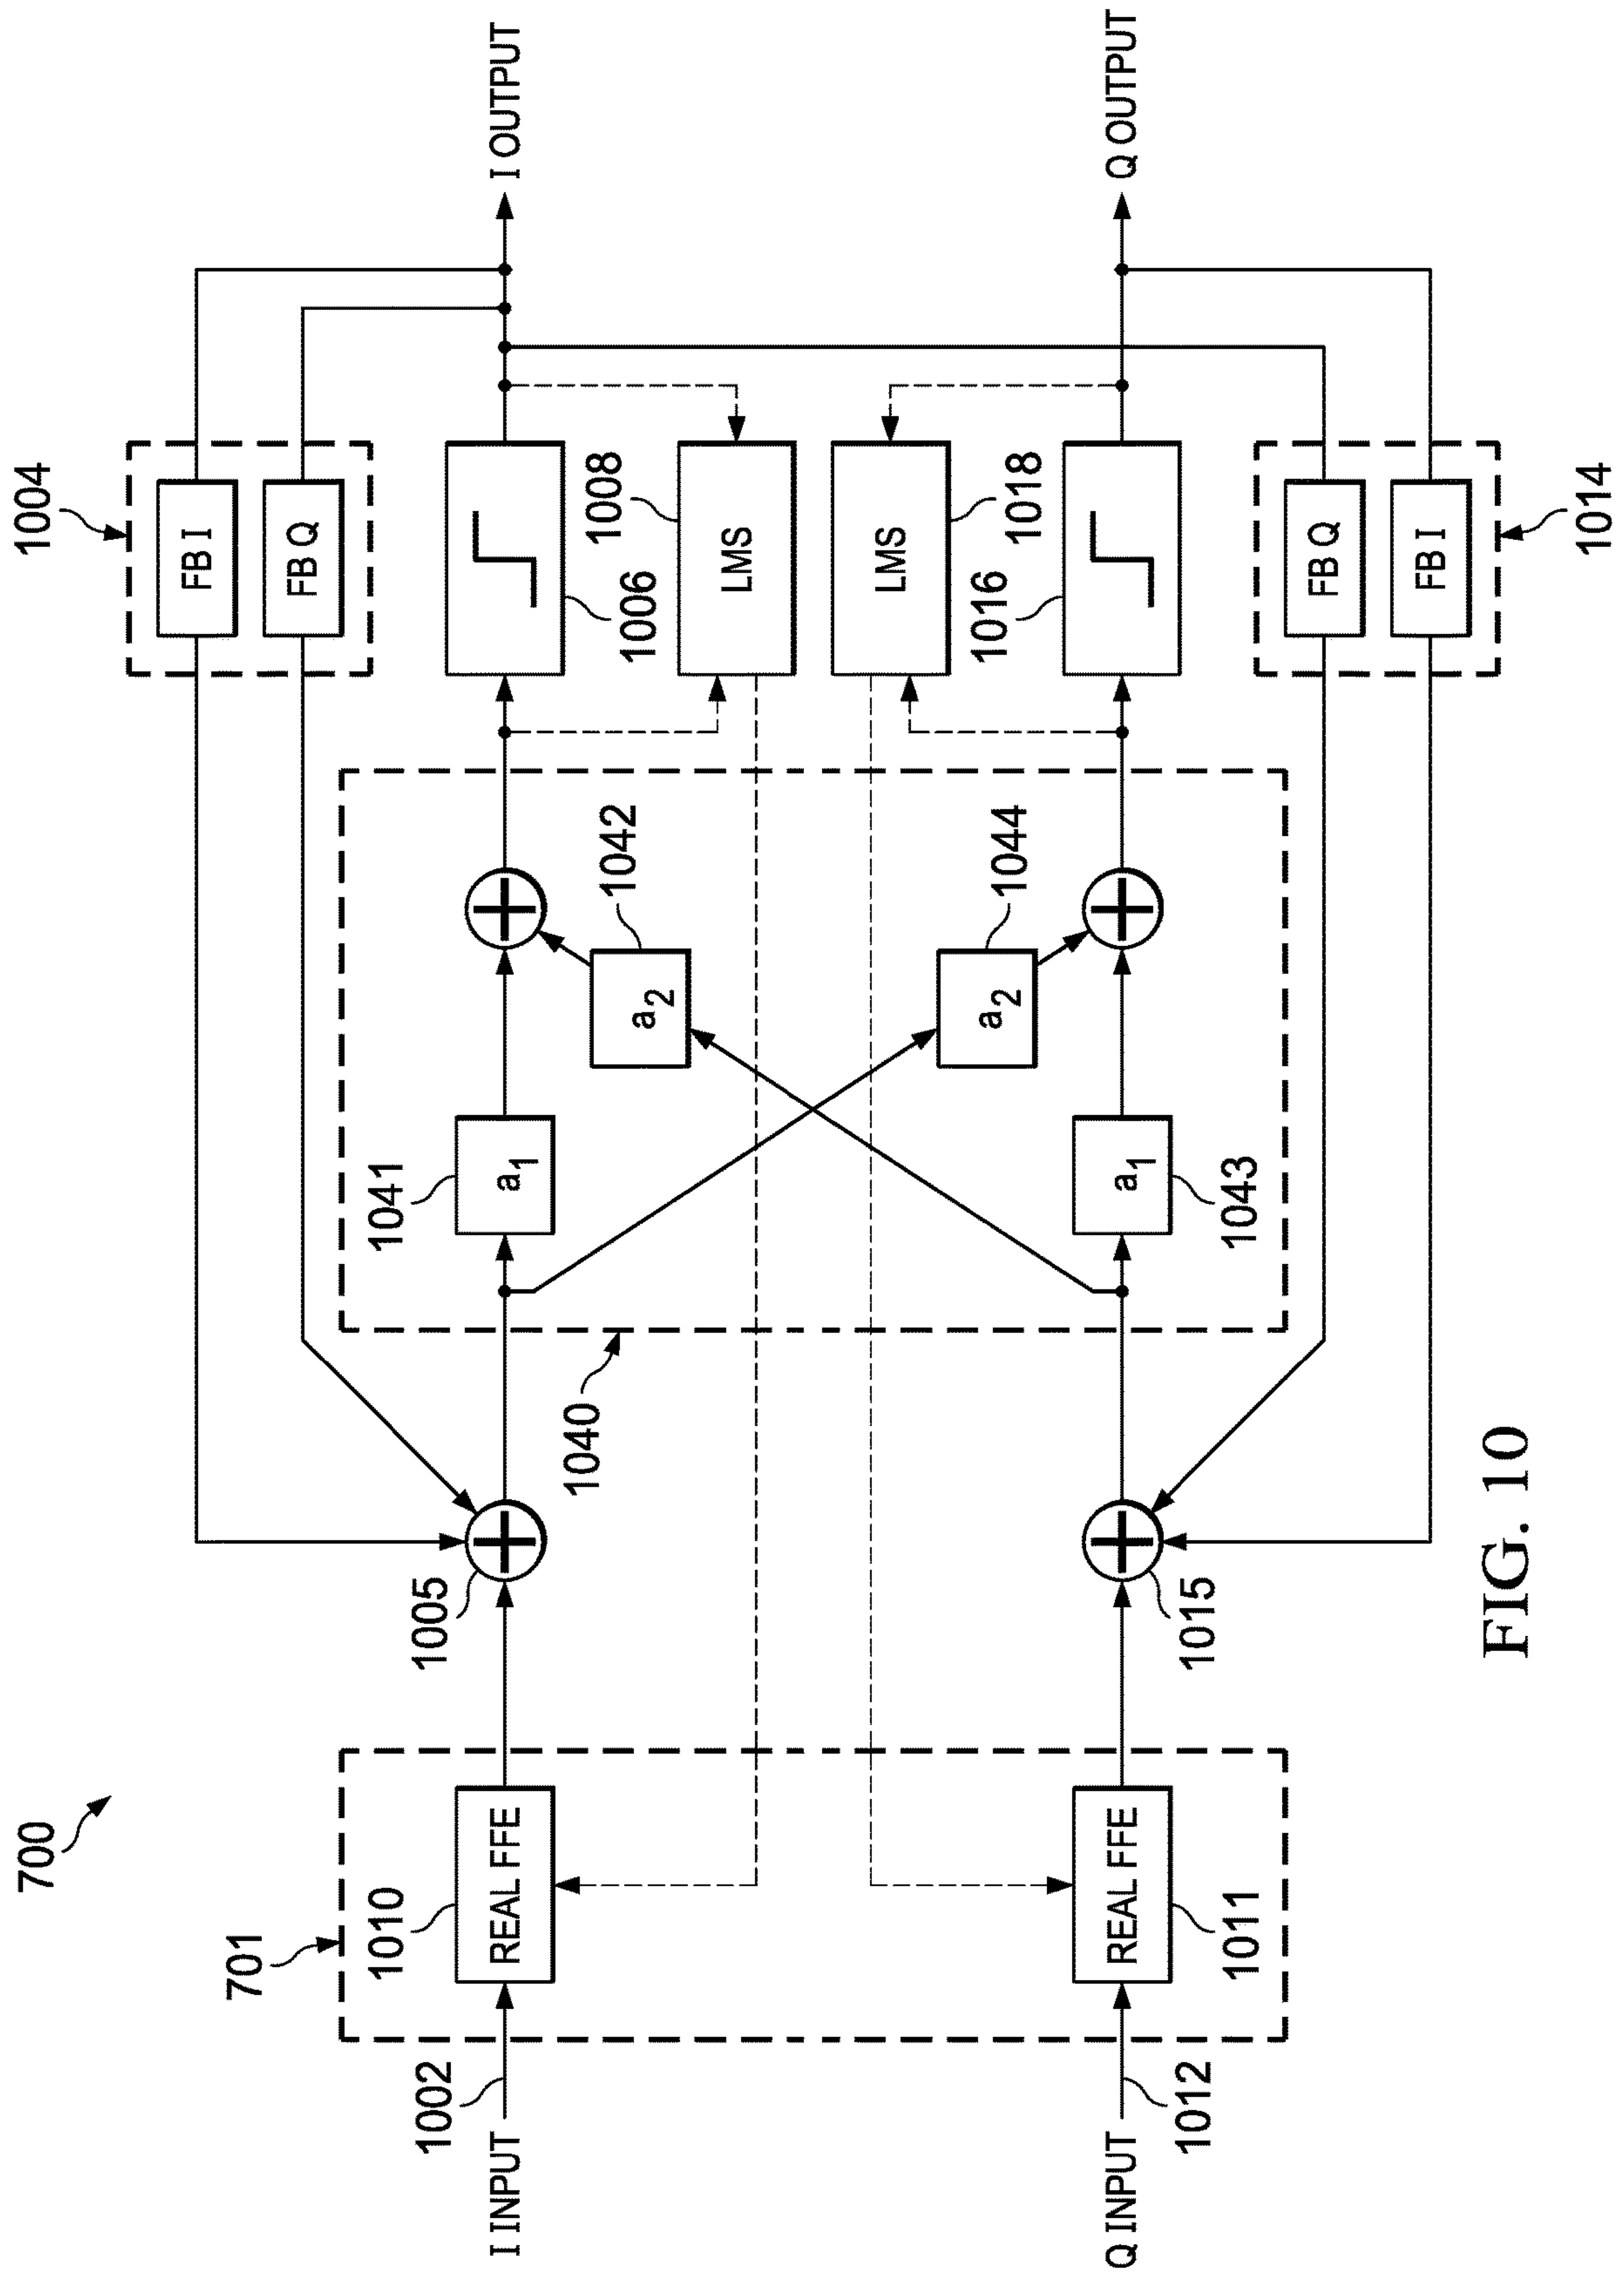 700
701
I INPUT
1002
1010
REAL FFE
1005
1004
FB I
FB Q
1040
1041
a1
1042
a2
1006
1008
LMS
I OUTPUT
Q INPUT
1012
1011
REAL FFE
1015
1043
a1
1044
a2
1018
LMS
1016
FB Q
FB I
1014
Q OUTPUT
FIG. 10